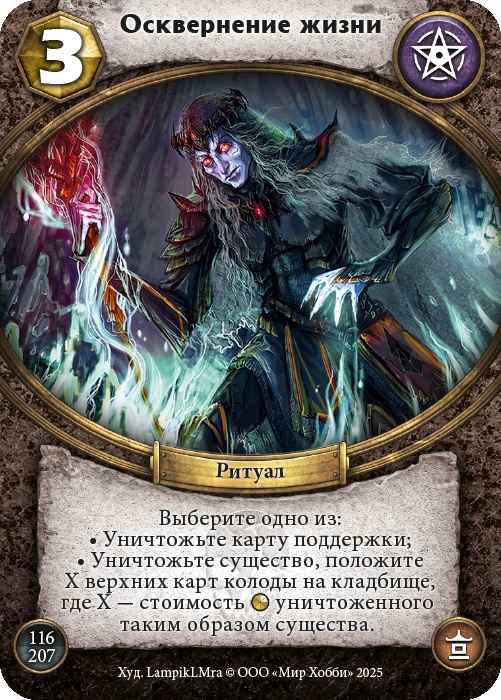 3
Осквернение жизни
Ритуал
Выберите одно из:
• Уничтожьте карту поддержки;
• Уничтожьте существо, положите
X верхних карт колоды на кладбище,
где X — стоимость уничтоженного
таким образом существа.
116
207
Худ. LampikLMra © ООО «Мир Хобби» 2025